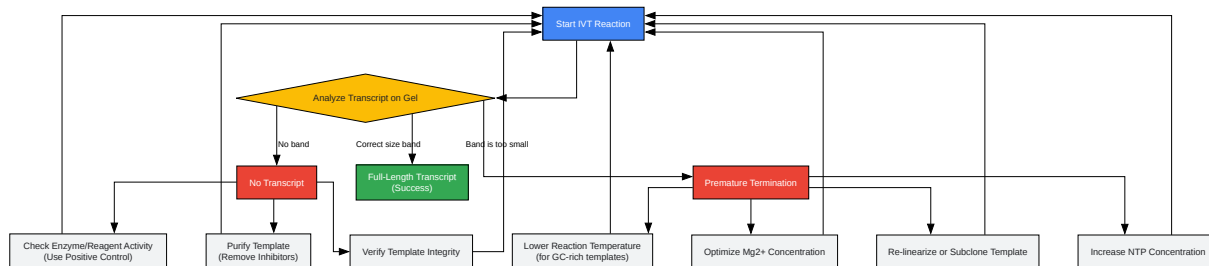 Start IVT Reaction
Analyze Transcript on Gel
No band
Correct size band
Band is too small
No Transcript
Full-Length Transcript
(Success)
Premature Termination
Check Enzyme/Reagent Activity
(Use Positive Control)
Purify Template
(Remove Inhibitors)
Verify Template Integrity
Lower Reaction Temperature
(for GC-rich templates)
Optimize Mg2+ Concentration
Re-linearize or Subclone Template
Increase NTP Concentration